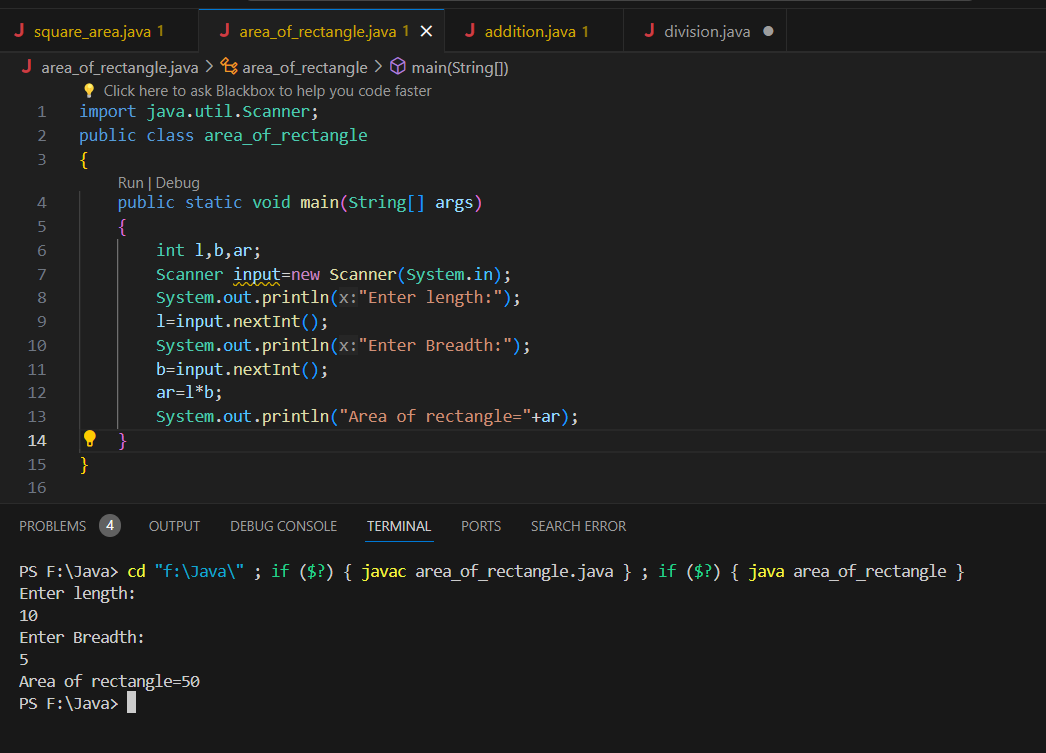 square_area.java 1 area_of_rectangle.java 1 addition.java 1 division.java
area_of_rectangle.java > area_of_rectangle > main(String[])
Click here to ask Blackbox to help you code faster
1 import java.util.Scanner;
2 public class area_of_rectangle
3 {
Run | Debug
4 public static void main(String[] args)
5 {
6 int l,b,ar;
7 Scanner input=new Scanner(System.in);
8 System.out.println(x:"Enter length:");
9 l=input.nextInt();
10 System.out.println(x:"Enter Breadth:");
11 b=input.nextInt();
12 ar=l*b;
13 System.out.println("Area of rectangle="+ar);
14 }
15 }
16
PROBLEMS 4 OUTPUT DEBUG CONSOLE TERMINAL PORTS SEARCH ERROR
PS F:\Java> cd "f:\Java\" ; if ($?) { javac area_of_rectangle.java } ; if ($?) { java area_of_rectangle }
Enter length:
10
Enter Breadth:
5
Area of rectangle=50
PS F:\Java>